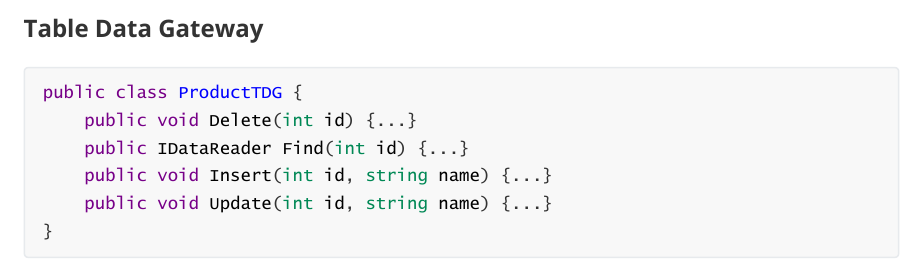 Table Data Gateway
public class ProductTDG {
    public void Delete(int id) {...}
    public IDataReader Find(int id) {...}
    public void Insert(int id, string name) {...}
    public void Update(int id, string name) {...}
}